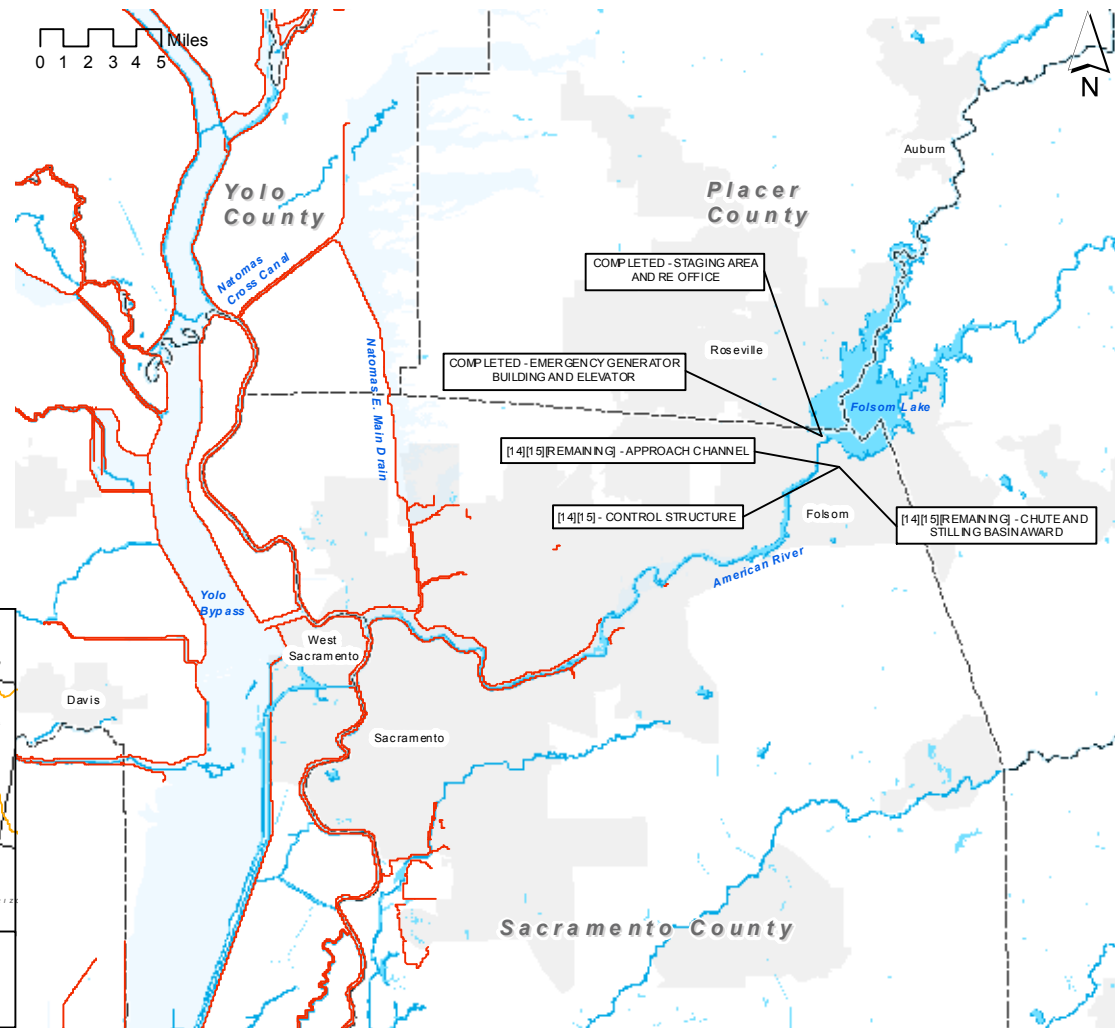 Miles
0 1 2 3 4 5
N
Auburn
Yolo
County
Placer
County
Natomas
Cross Canal
COMPLETED - STAGING AREA
AND RE OFFICE
Roseville
Natomas E. Main Drain
COMPLETED - EMERGENCY GENERATOR
BUILDING AND ELEVATOR
Folsom Lake
[14][15][REMAINING] - APPROACH CHANNEL
[14][15] - CONTROL STRUCTURE
Folsom
[14][15][REMAINING] - CHUTE AND
STILLING BASIN AWARD
American River
Yolo
Bypass
West
Sacramento
Davis
Sacramento
Sacramento County